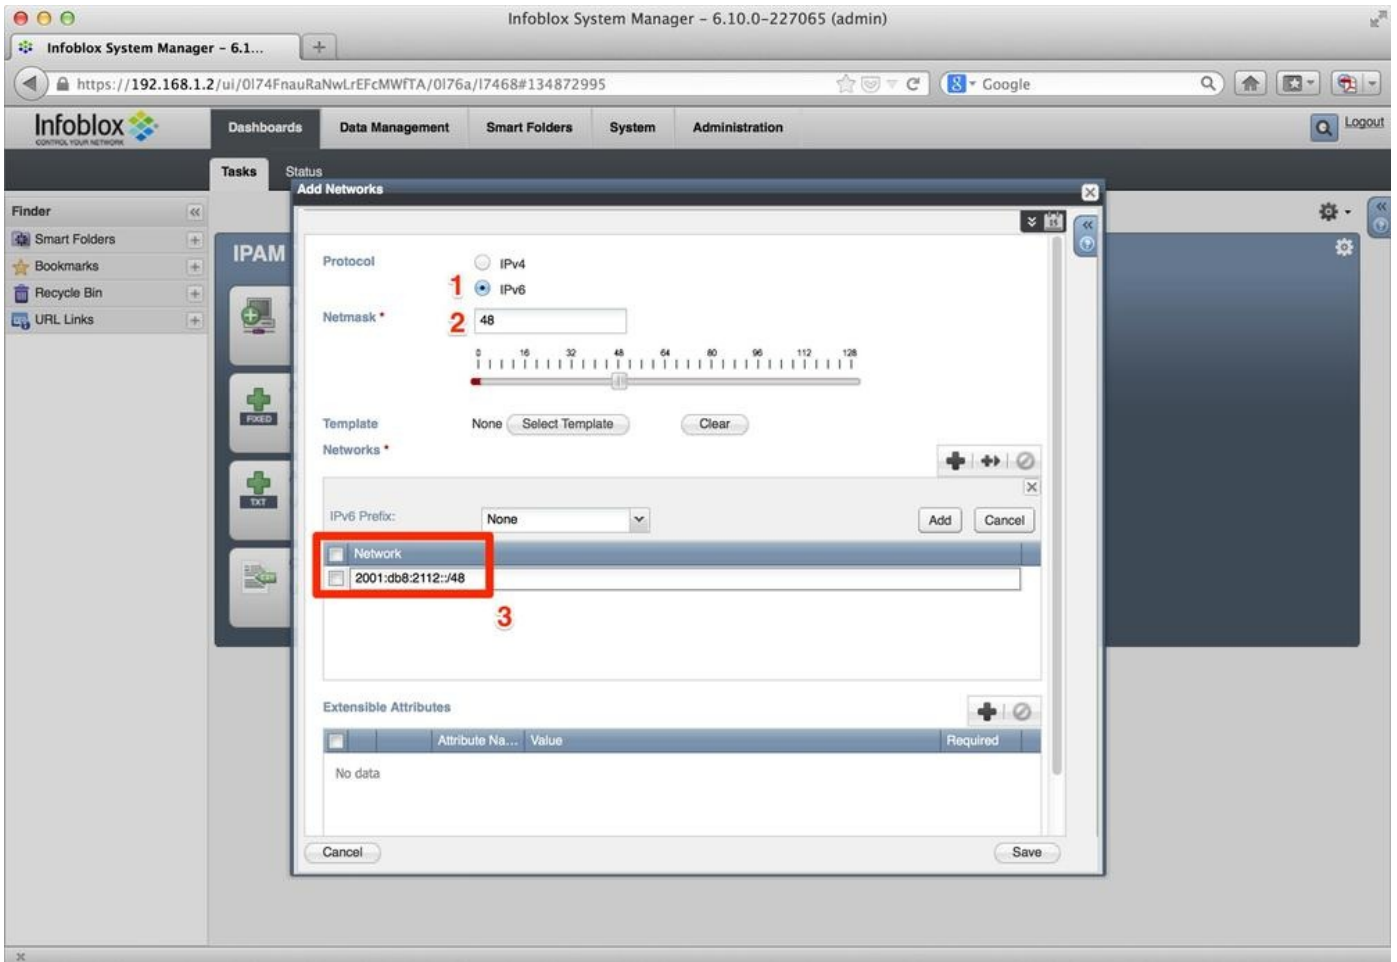 Infoblox System Manager – 6.10.0–227065 (admin)
Infoblox System Manager – 6.1...
https://192.168.1.2/ui/0l74FnauRaNwLrEFcMWfTA/0l76a/l7468#134872995
Google
Infoblox
CONTROL YOUR NETWORK
Dashboards Data Management Smart Folders System Administration
Logout
Tasks Status
Add Networks
Finder
Smart Folders
Bookmarks
Recycle Bin
URL Links
IPAM
FIXED
TXT
Protocol
IPv4
1 IPv6
Netmask *
2 48
0 16 32 48 64 80 96 112 128
Template None Select Template Clear
Networks *
IPv6 Prefix: None Add Cancel
Network
2001:db8:2112::/48
3
Extensible Attributes
Attribute Na... Value Required
No data
Cancel Save